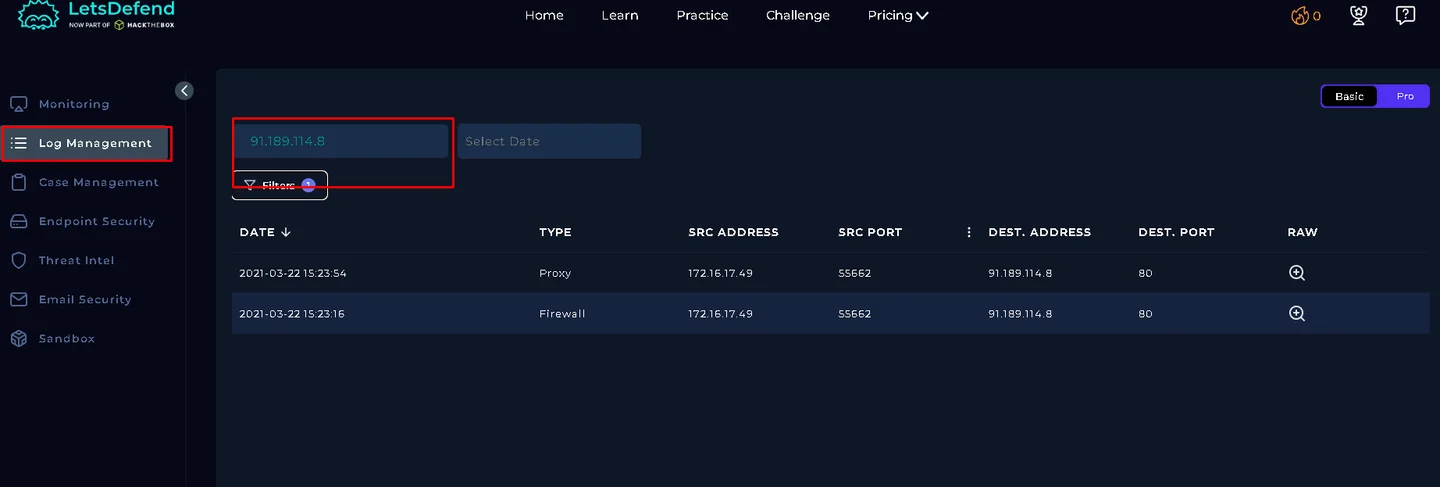 LetsDefend
NOW PART OF HACKTHEBOX
Home Learn Practice Challenge Pricing
0
Monitoring
Log Management
Case Management
Endpoint Security
Threat Intel
Email Security
Sandbox
Basic Pro
91.189.114.8 Select Date
Filters 1
DATE TYPE SRC ADDRESS SRC PORT DEST. ADDRESS DEST. PORT RAW
2021-03-22 15:23:54 Proxy 172.16.17.49 55662 91.189.114.8 80
2021-03-22 15:23:16 Firewall 172.16.17.49 55662 91.189.114.8 80